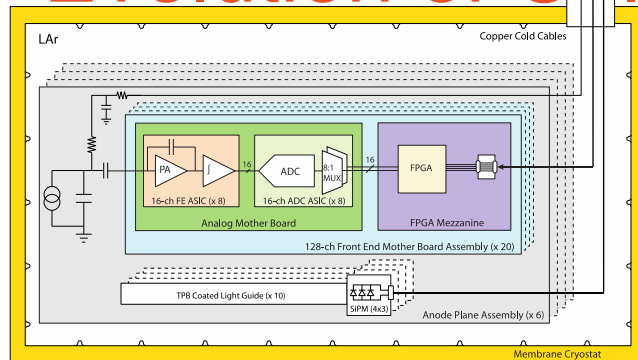 Evolution of
LAr
Copper Cold Cables
PA
∫
16
ADC
8:1
MUX
16
FPGA
16-ch FE ASIC (x 8)
16-ch ADC ASIC (x 8)
Analog Mother Board
FPGA Mezzanine
128-ch Front End Mother Board Assembly (x 20)
TPB Coated Light Guide (x 10)
SiPM (4x3)
Anode Plane Assembly (x 6)
Membrane Cryostat